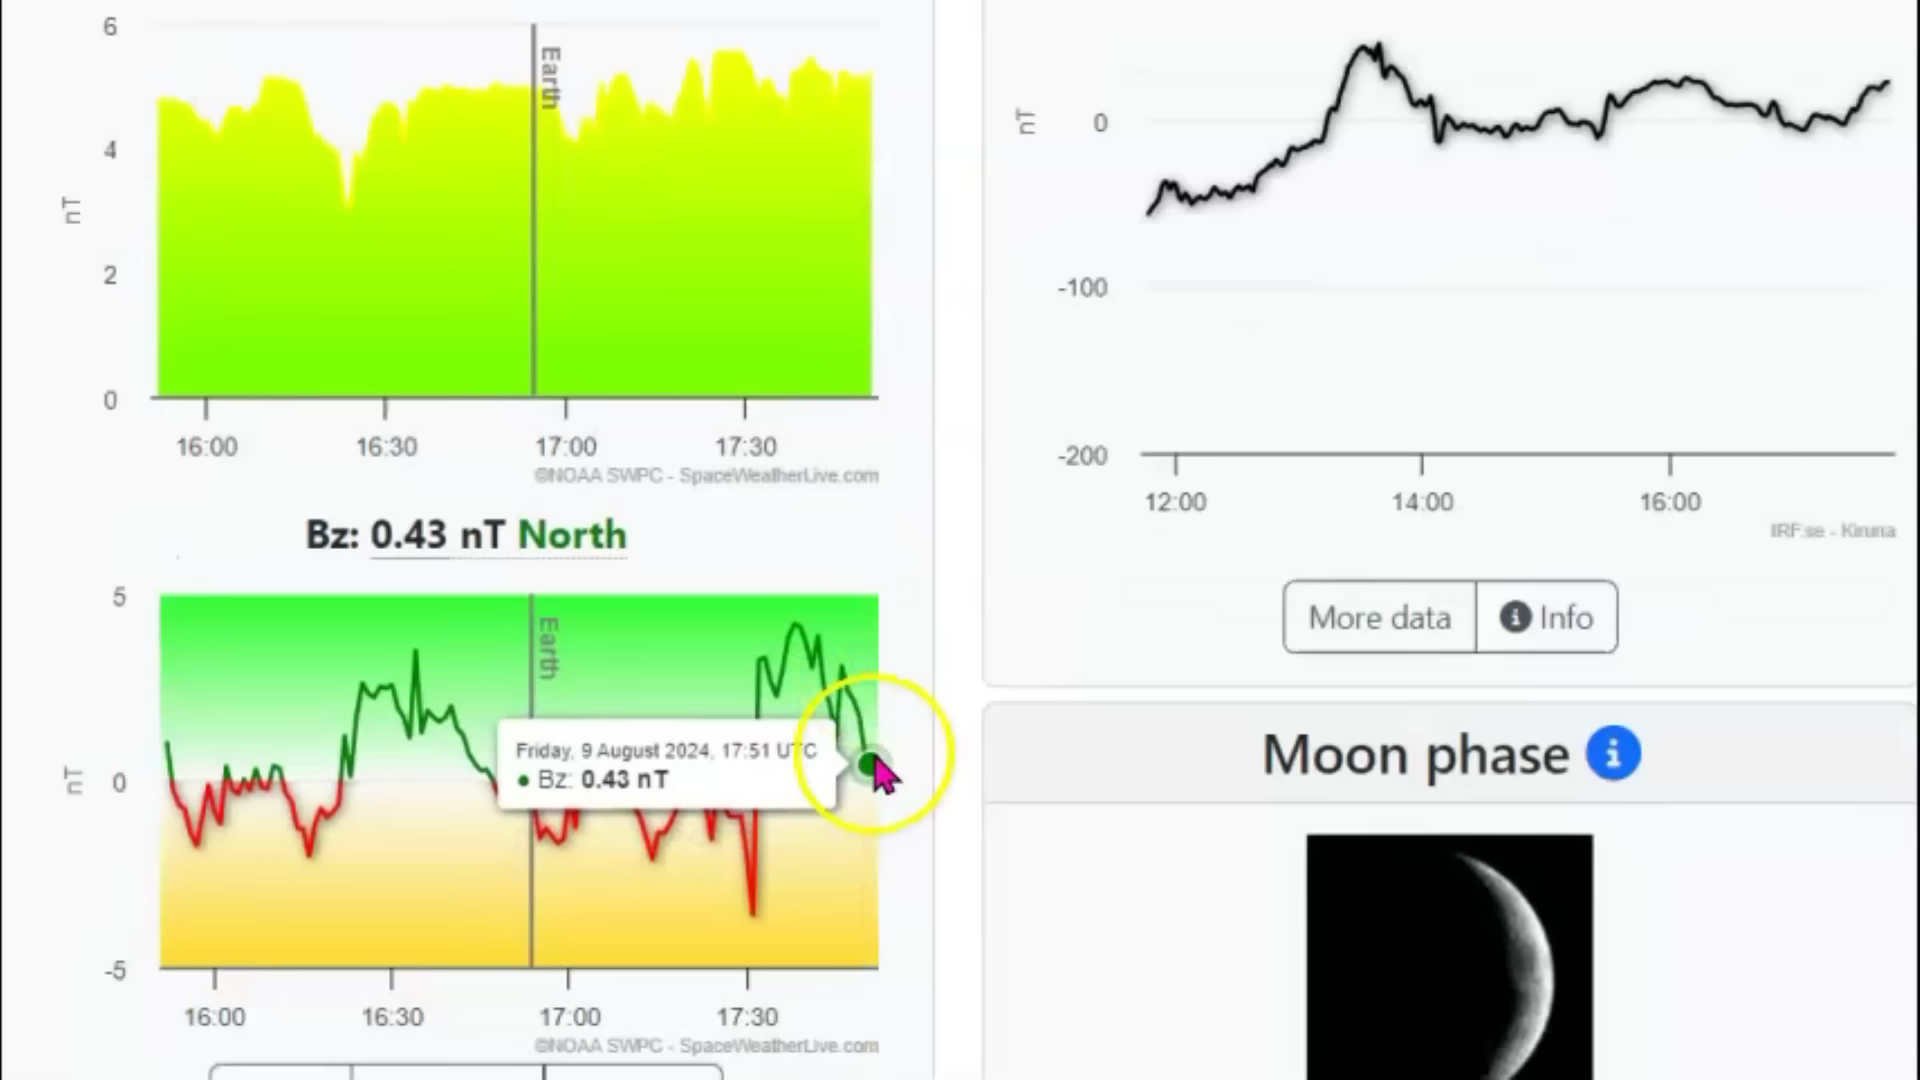 6
4
2
0
nT
Earth
16:00 16:30 17:00 17:30
©NOAA SWPC - SpaceWeatherLive.com
Bz: 0.43 nT North
5
0
-5
nT
Earth
Friday, 9 August 2024, 17:51 UTC
Bz: 0.43 nT
16:00 16:30 17:00 17:30
©NOAA SWPC - SpaceWeatherLive.com
nT
0
-100
-200
12:00 14:00 16:00
IRF.se - Kiruna
More data
Info
Moon phase